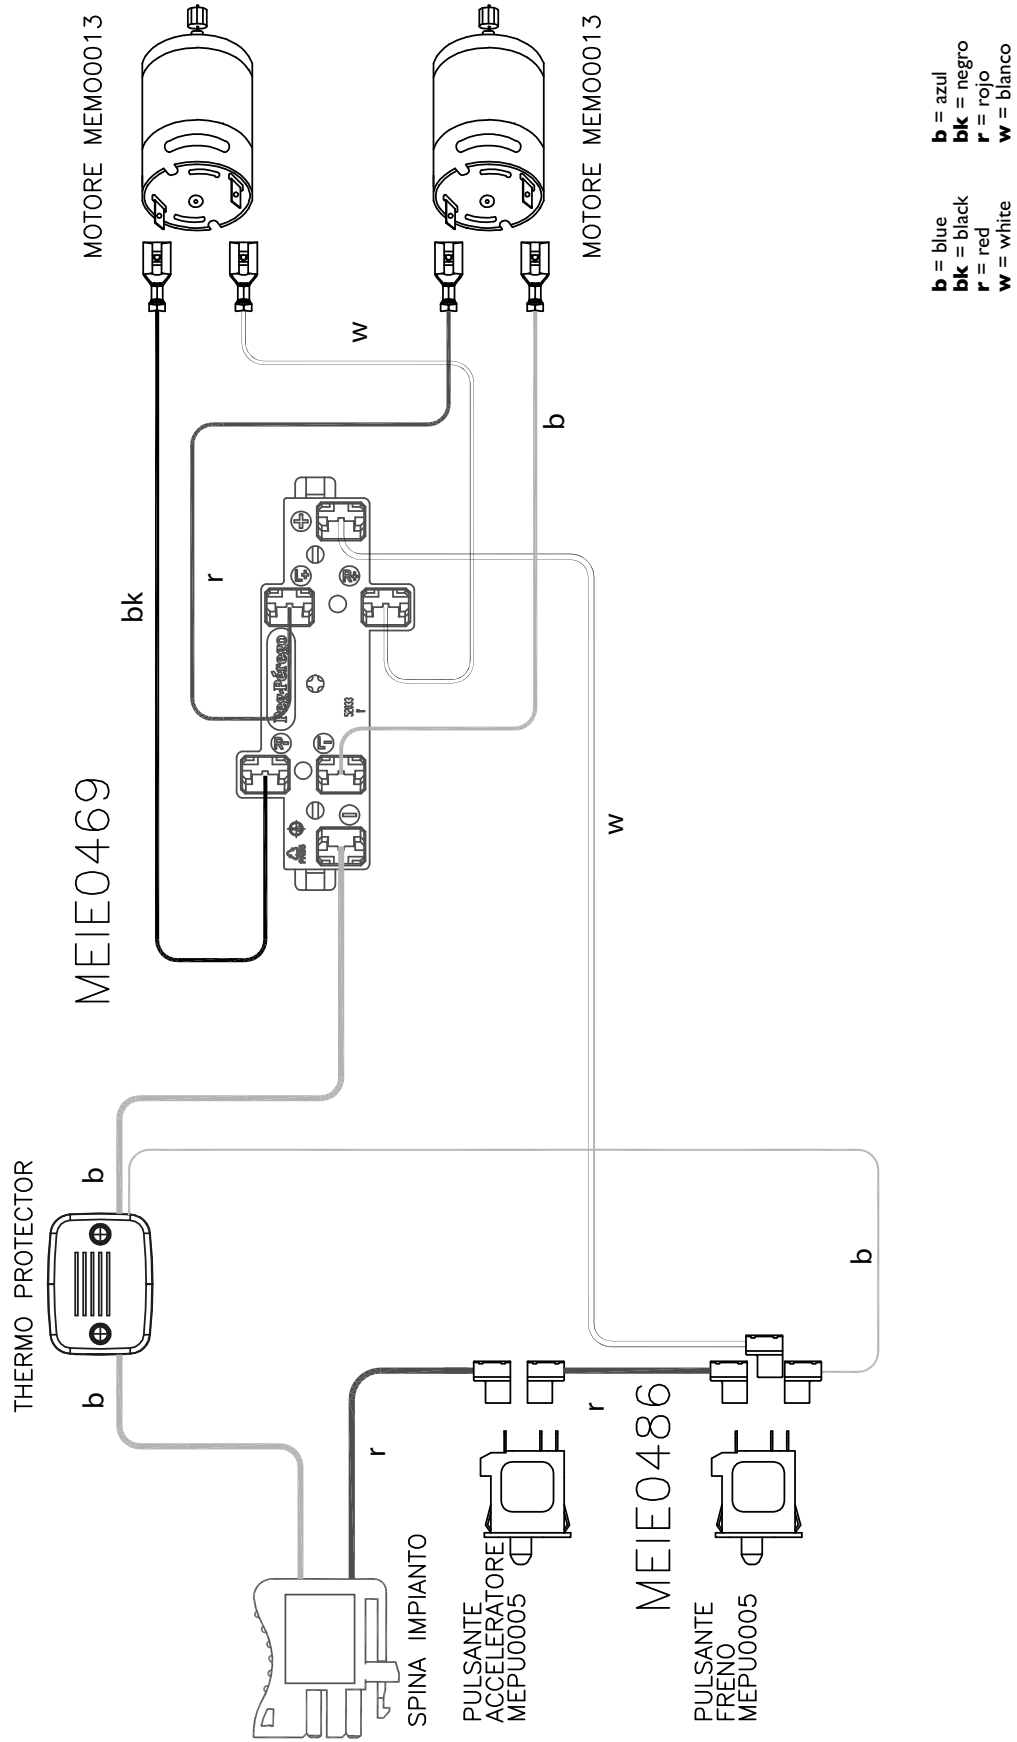 MOTORE MEMO0013
MOTORE MEMO0013
b = blue
bk = black
r = red
w = white
b = azul
bk = negro
r = rojo
w = blanco
w
b
r
bk
+
L+
R+
Peg-Pérego
R-
L-
MEIE0469
w
THERMO PROTECTOR
b
b
b
r
r
MEIE0486
SPINA IMPIANTO
PULSANTE
ACCELERATORE
MEPU0005
PULSANTE
FRENO
MEPU0005